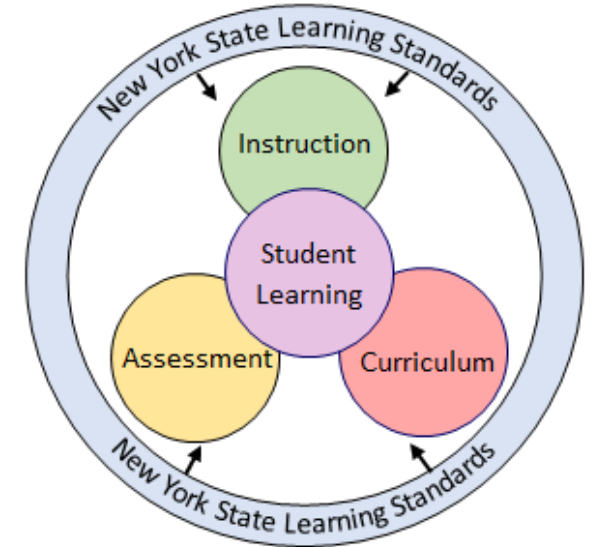 New York State Learning Standards
Instruction
Student
Learning
Assessment
Curriculum
New York State Learning Standards